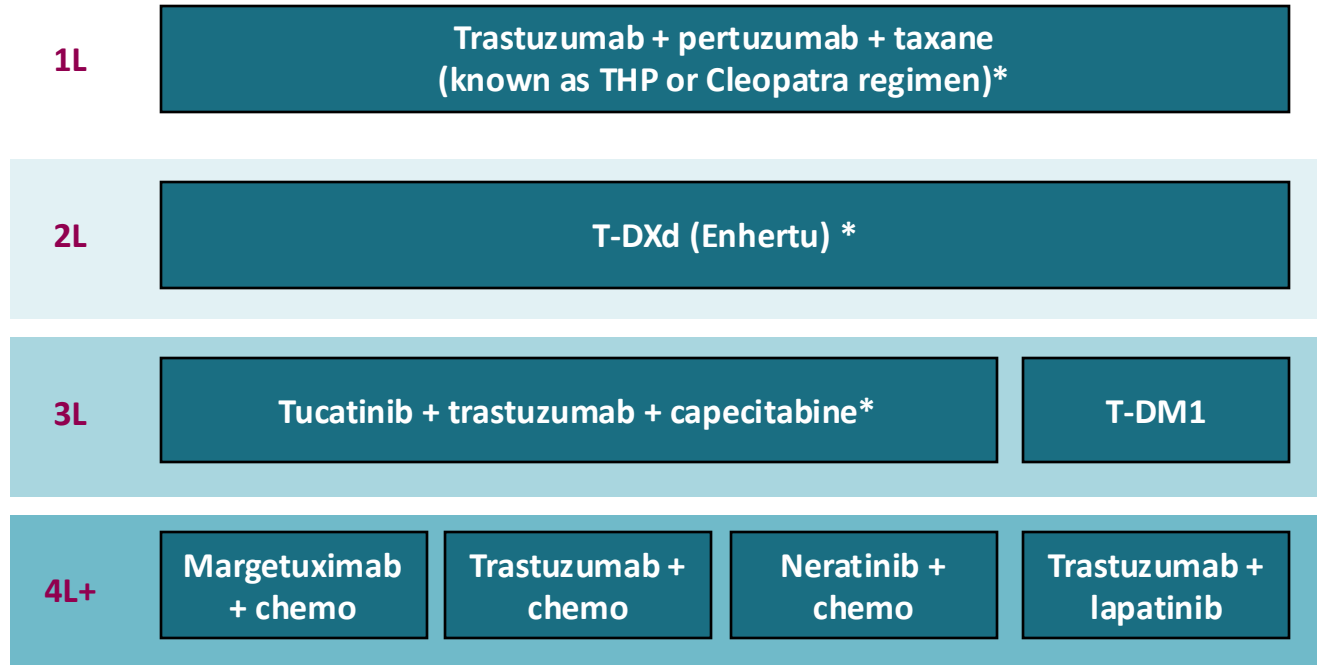 1L
Trastuzumab + pertuzumab + taxane
(known as THP or Cleopatra regimen)*
2L
T-DXd (Enhertu) *
3L
Tucatinib + trastuzumab + capecitabine*
T-DM1
4L+
Margetuximab
+ chemo
Trastuzumab +
chemo
Neratinib +
chemo
Trastuzumab +
lapatinib